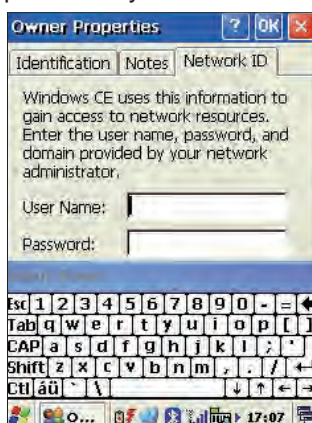 Owner Properties ? OK ×
Identification Notes Network ID
Windows CE uses this
information to
gain access to network resources.
Enter the user name, password, and
domain provided by your network
administrator.
User Name:
Password:
Esc 1 2 3 4 5 6 7 8 9 0 - =
Tab q w e r t y u i o p [ ]
CAP a s d f g h j k l ; '
Shift z x c v b n m , . /
Ctl áü ` \
O... 17:07